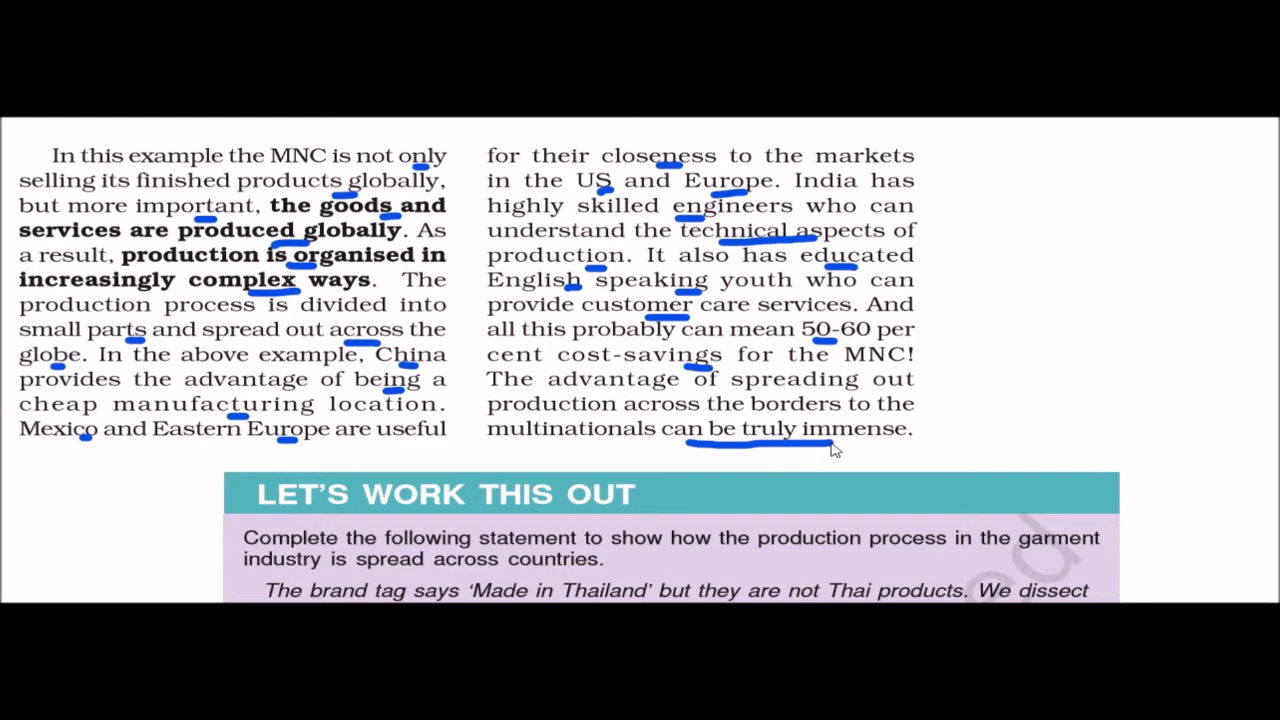 In this example the MNC is not only
selling its finished products globally,
but more important, the goods and
services are produced globally. As
a result, production is organised in
increasingly complex ways. The
production process is divided into
small parts and spread out across the
globe. In the above example, China
provides the advantage of being a
cheap manufacturing location.
Mexico and Eastern Europe are useful
for their closeness to the markets
in the US and Europe. India has
highly skilled engineers who can
understand the technical aspects of
production. It also has educated
English speaking youth who can
provide customer care services. And
all this probably can mean 50-60 per
cent cost-savings for the MNC!
The advantage of spreading out
production across the borders to the
multinationals can be truly immense.
LET'S WORK THIS OUT
Complete the following statement to show how the production process in the garment
industry is spread across countries.
The brand tag says 'Made in Thailand' but they are not Thai products. We dissect